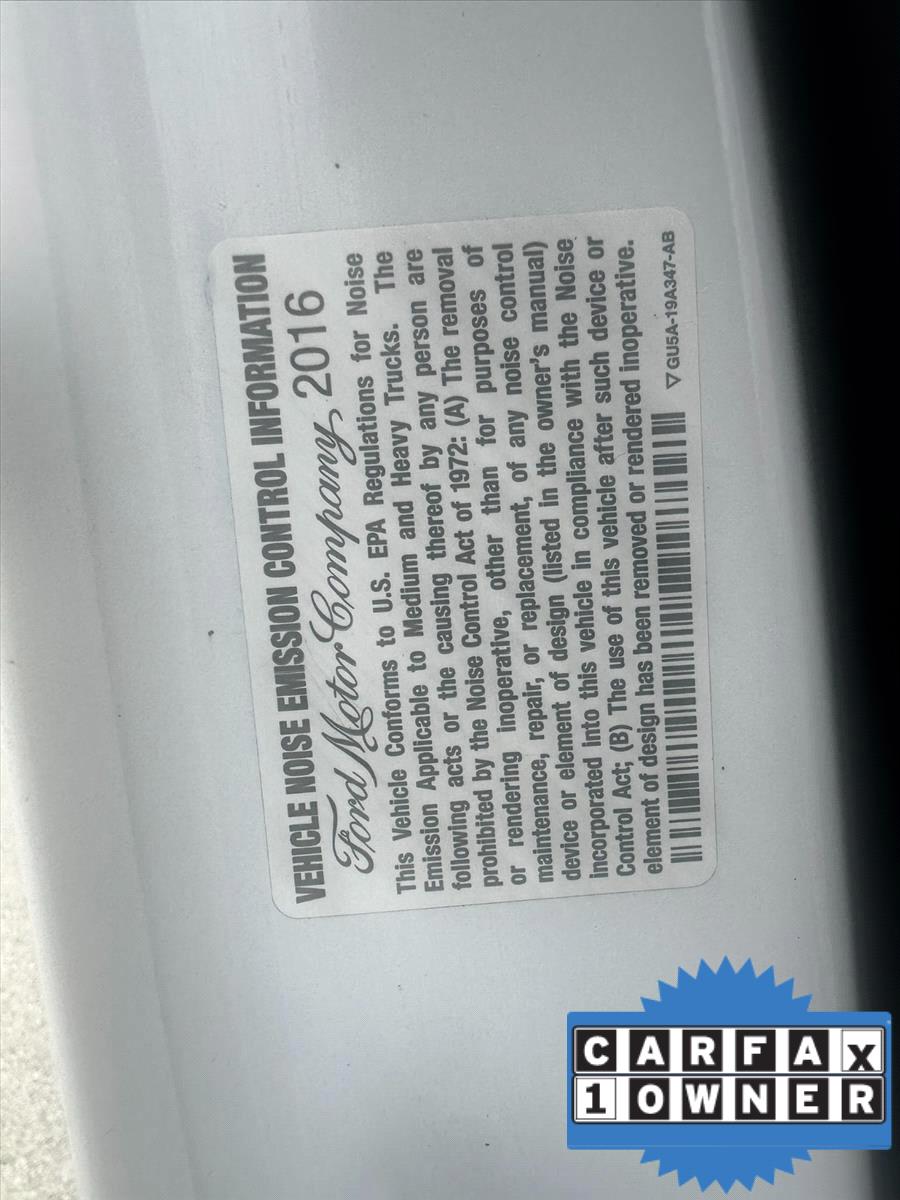 VEHICLE NOISE EMISSION CONTROL INFORMATION
Ford Motor Company 2016
This Vehicle Conforms to U.S. EPA Regulations for Noise
Emission Applicable to Medium and Heavy Trucks. The
following acts or the causing thereof by any person are
prohibited by the Noise Control Act of 1972: (A) The removal
or rendering inoperative, other than for purposes of
maintenance, repair, or replacement, of any noise control
device or element of design (listed in the owner's manual)
incorporated into this vehicle in compliance with the Noise
Control Act; (B) The use of this vehicle after such device or
element of design has been removed or rendered inoperative.
▽GU5A-19A347-AB
CARFAX
1 OWNER